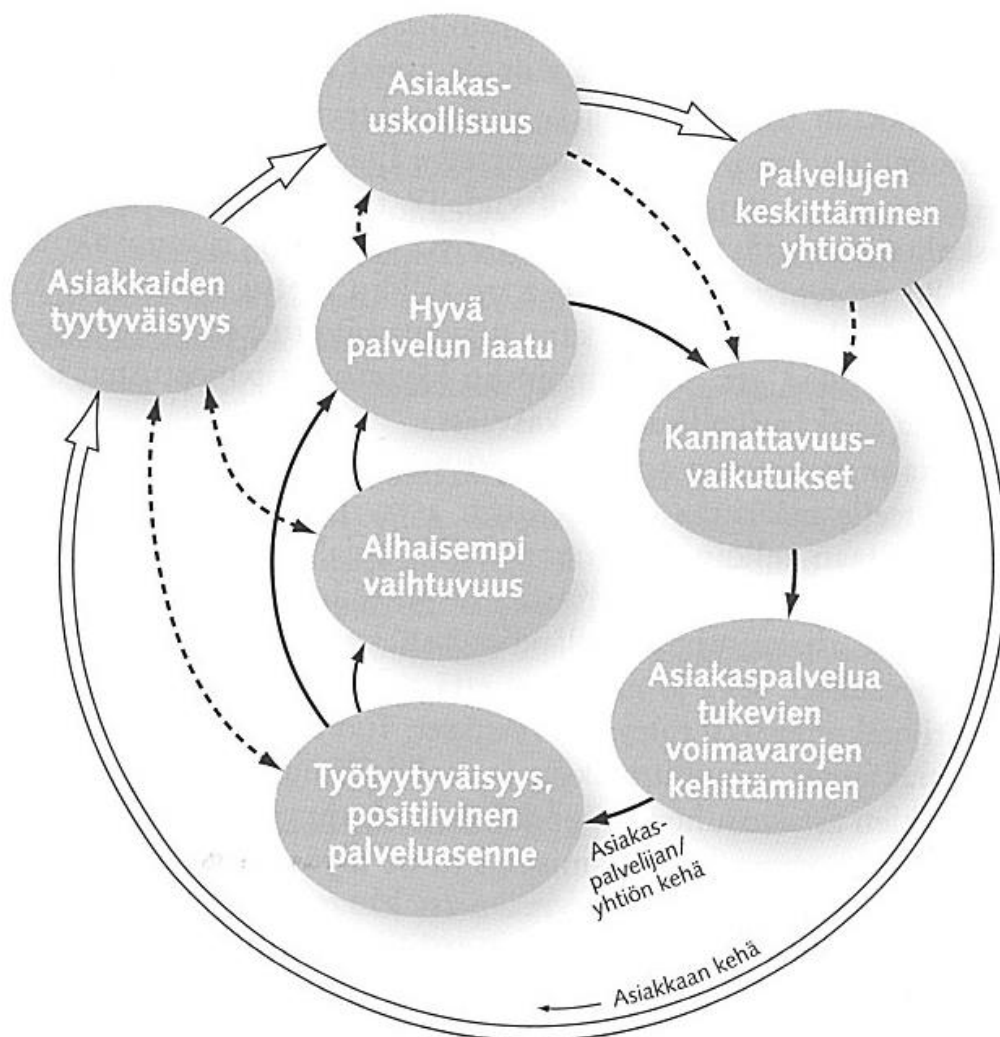 Asiakas-
uskollisuus
Palvelujen
keskittäminen
yhtiöön
Asiakkaiden
tyytyväisyys
Hyvä
palvelun laatu
Kannattavuus-
vaikutukset
Alhaisempi
vaihtuvuus
Asiakaspalvelua
tukevien
voimavarojen
kehittäminen
Työtyytyväisyys,
positiivinen
palveluasenne
Asiakas-
palvelijan/
yhtiön kehä
Asiakkaan kehä